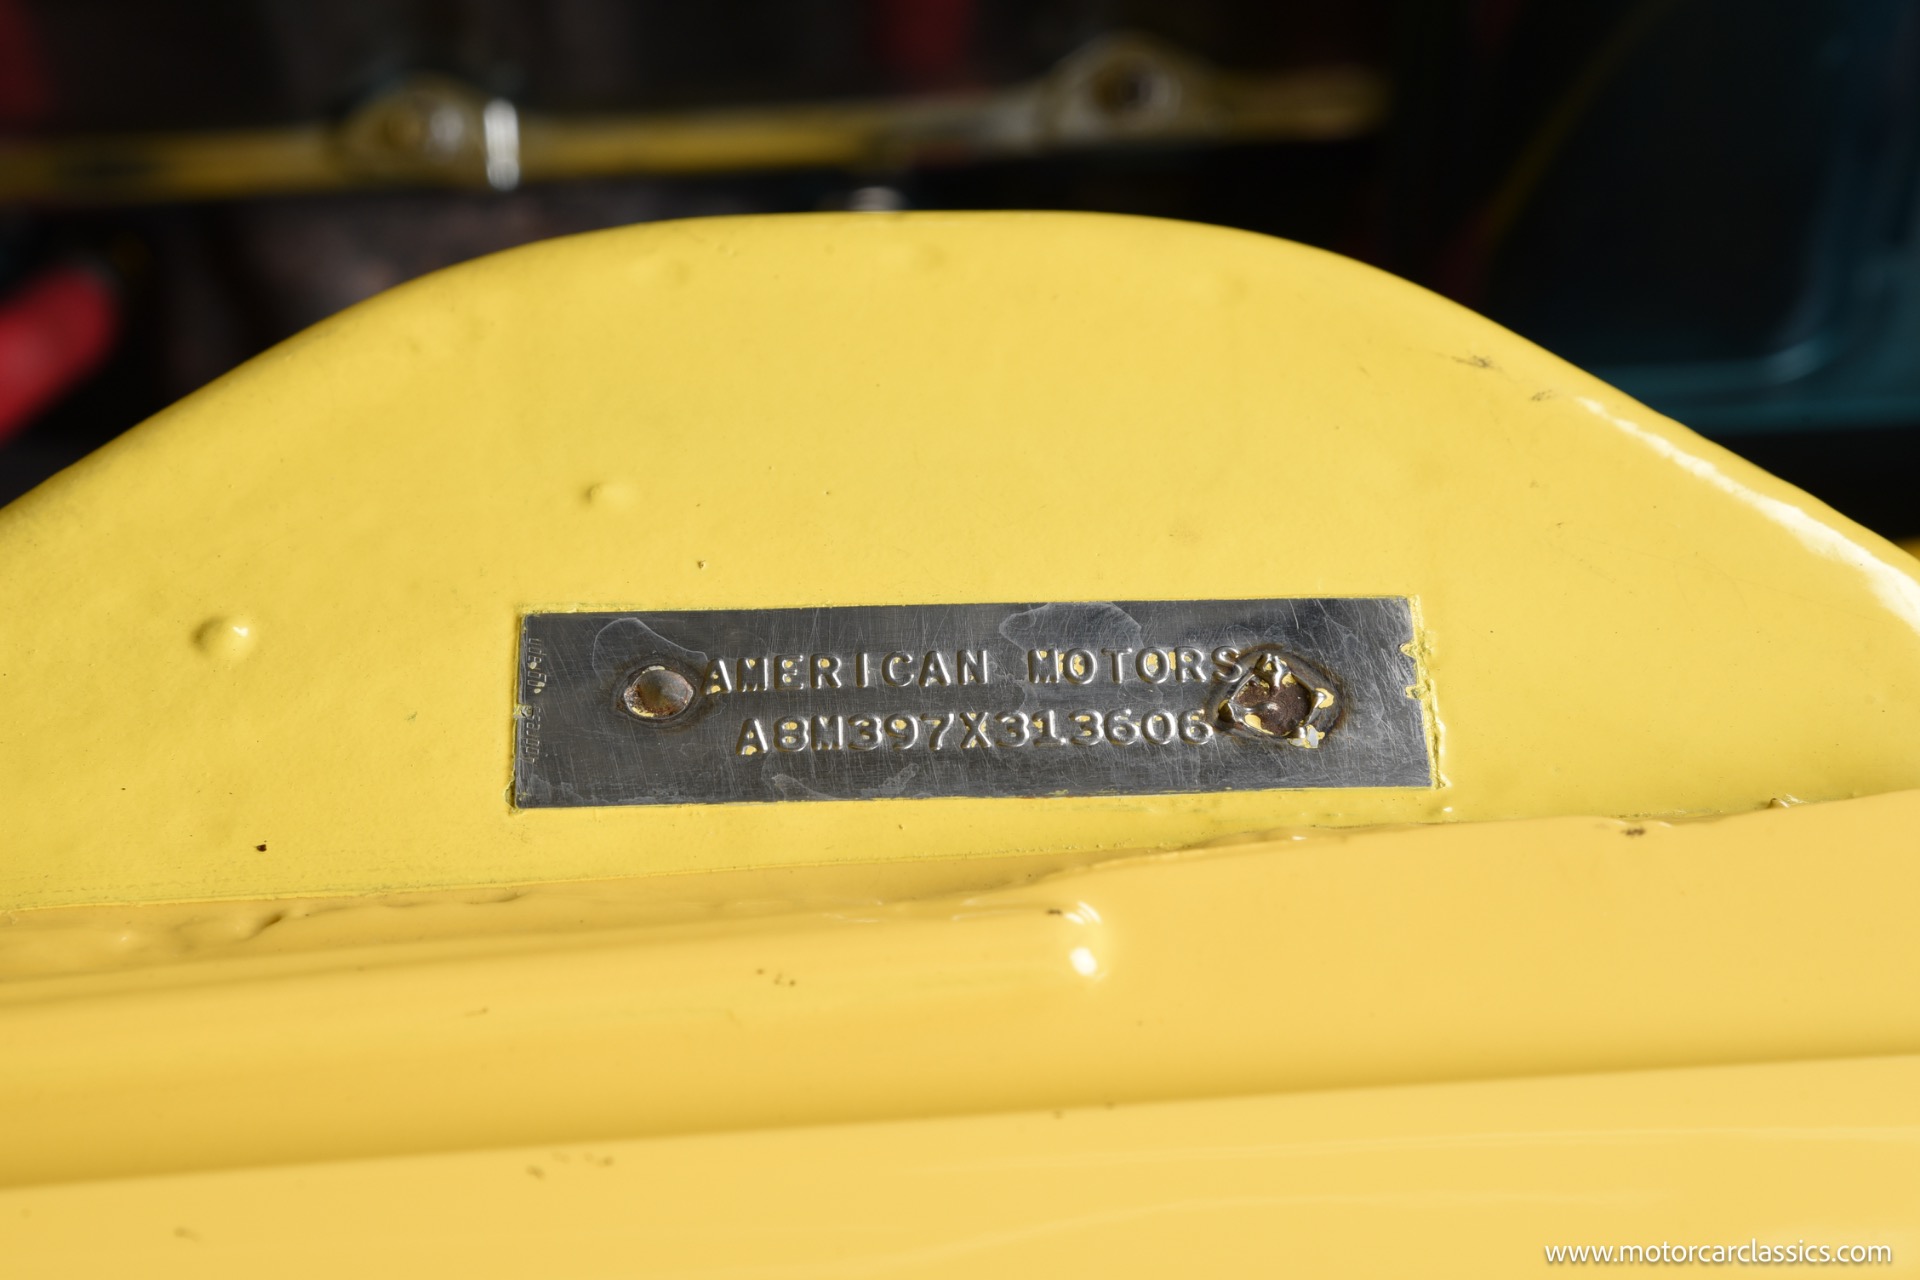 AMERICAN MOTORS
A8M397X313606
www.motorcarclassics.com